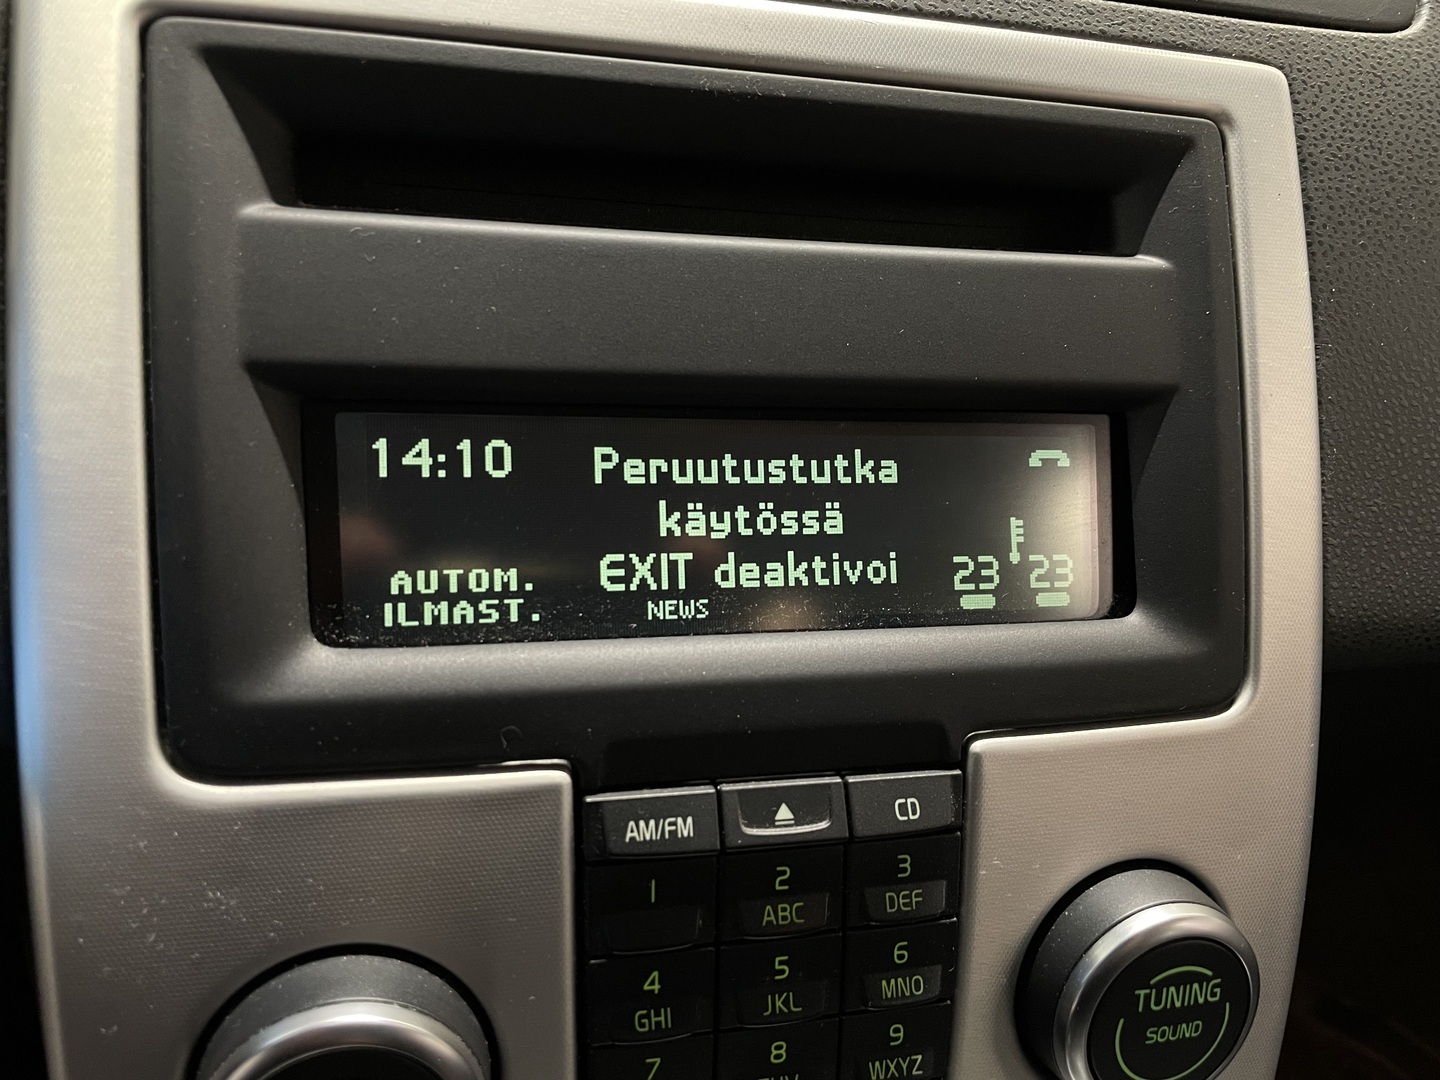 14:10
Peruutustutka
käytössä
EXIT deaktivoi
AUTOM.
ILMAST.
NEWS
23 23
AM/FM
CD
1
2
ABC
3
DEF
4
GHI
5
JKL
6
MNO
7
8
9
WXYZ
TUNING
SOUND